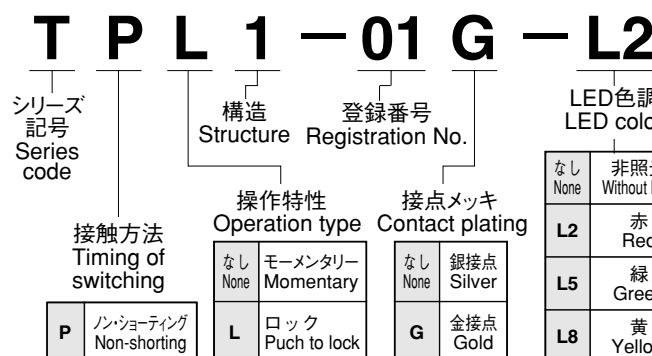 T P L 1 — 01 G — L2
シリーズ
記号
Series
code
接触方法
Timing of
switching
P ノン・ショーティング
Non-shorting
操作特性
Operation type
なし モーメンタリー
None Momentary
L ロック
Puch to lock
構造
Structure
登録番号
Registration No.
接点メッキ
Contact plating
なし 銀接点
None Silver
G 金接点
Gold
LED色調
LED colo
なし 非照
None Without
L2 赤
Red
L5 緑
Gree
L8 黄
Yello